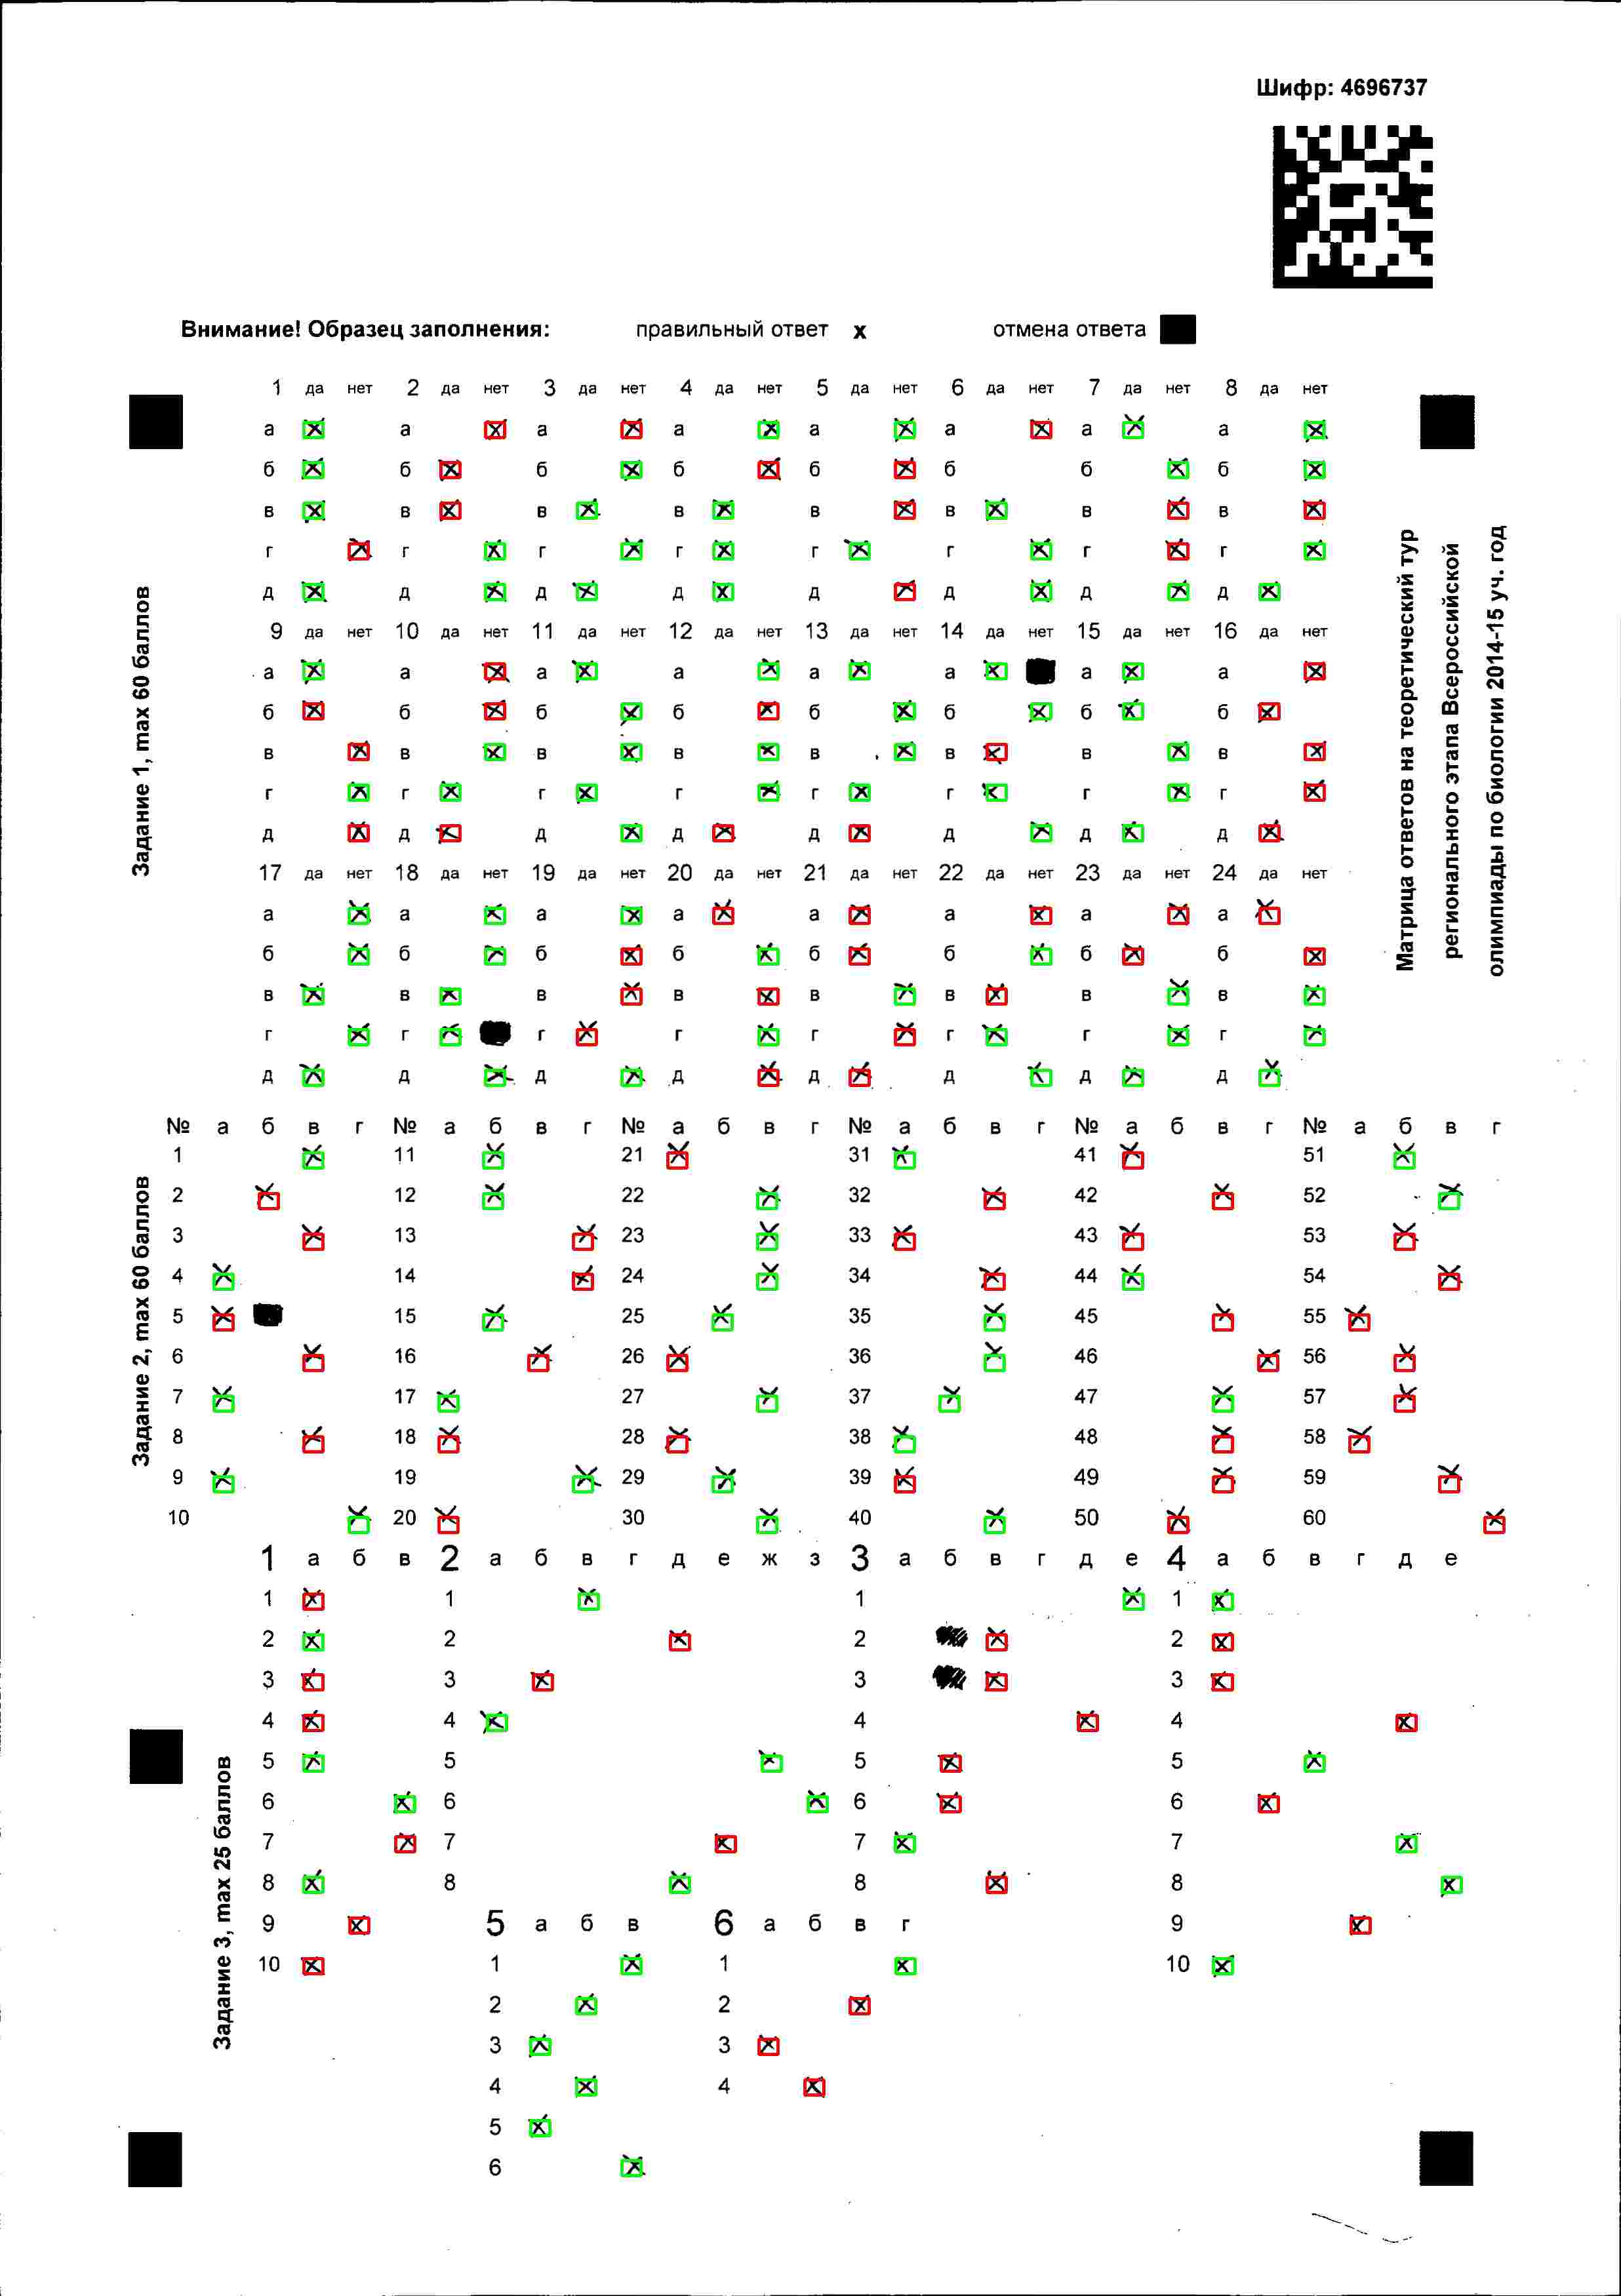 Шифр: 4696737
Внимание! Образец заполнения: правильный ответ х отмена ответа
1 да нет 2 да нет 3 да нет 4 да нет 5 да нет 6 да нет 7 да нет 8 да нет
а а а а а а а а
б б б б б б б б
в в в в в в в в
г г г г г г г г
д д д д д д д д
9 да нет 10 да нет 11 да нет 12 да нет 13 да нет 14 да нет 15 да нет 16 да нет
а а а а а а а а
б б б б б б б б
в в в в в в в в
г г г г г г г г
д д д д д д д д
17 да нет 18 да нет 19 да нет 20 да нет 21 да нет 22 да нет 23 да нет 24 да нет
а а а а а а а а
б б б б б б б б
в в в в в в в в
г г г г г г г г
д д д д д д д д
Задание 1, max 60 баллов
Матрица ответов на теоретический тур
регионального этапа Всероссийской
олимпиады по биологии 2014-15 уч. год
№ а б в г № а б в г № а б в г № а б в г № а б в г № а б в г
1 11 21 31 41 51
2 12 22 32 42 52
3 13 23 33 43 53
4 14 24 34 44 54
5 15 25 35 45 55
6 16 26 36 46 56
7 17 27 37 47 57
8 18 28 38 48 58
9 19 29 39 49 59
10 20 30 40 50 60
Задание 2, max 60 баллов
1 а б в 2 а б в г д е ж з 3 а б в г д е 4 а б в г д е
1 1 1 1
2 2 2 2
3 3 3 3
4 4 4 4
5 5 5 5
6 6 6 6
7 7 7 7
8 8 8 8
9 5 а б в 6 а б в г 9
10 1 1 10
2 2
3 3
4 4
5
6
Задание 3, max 25 баллов